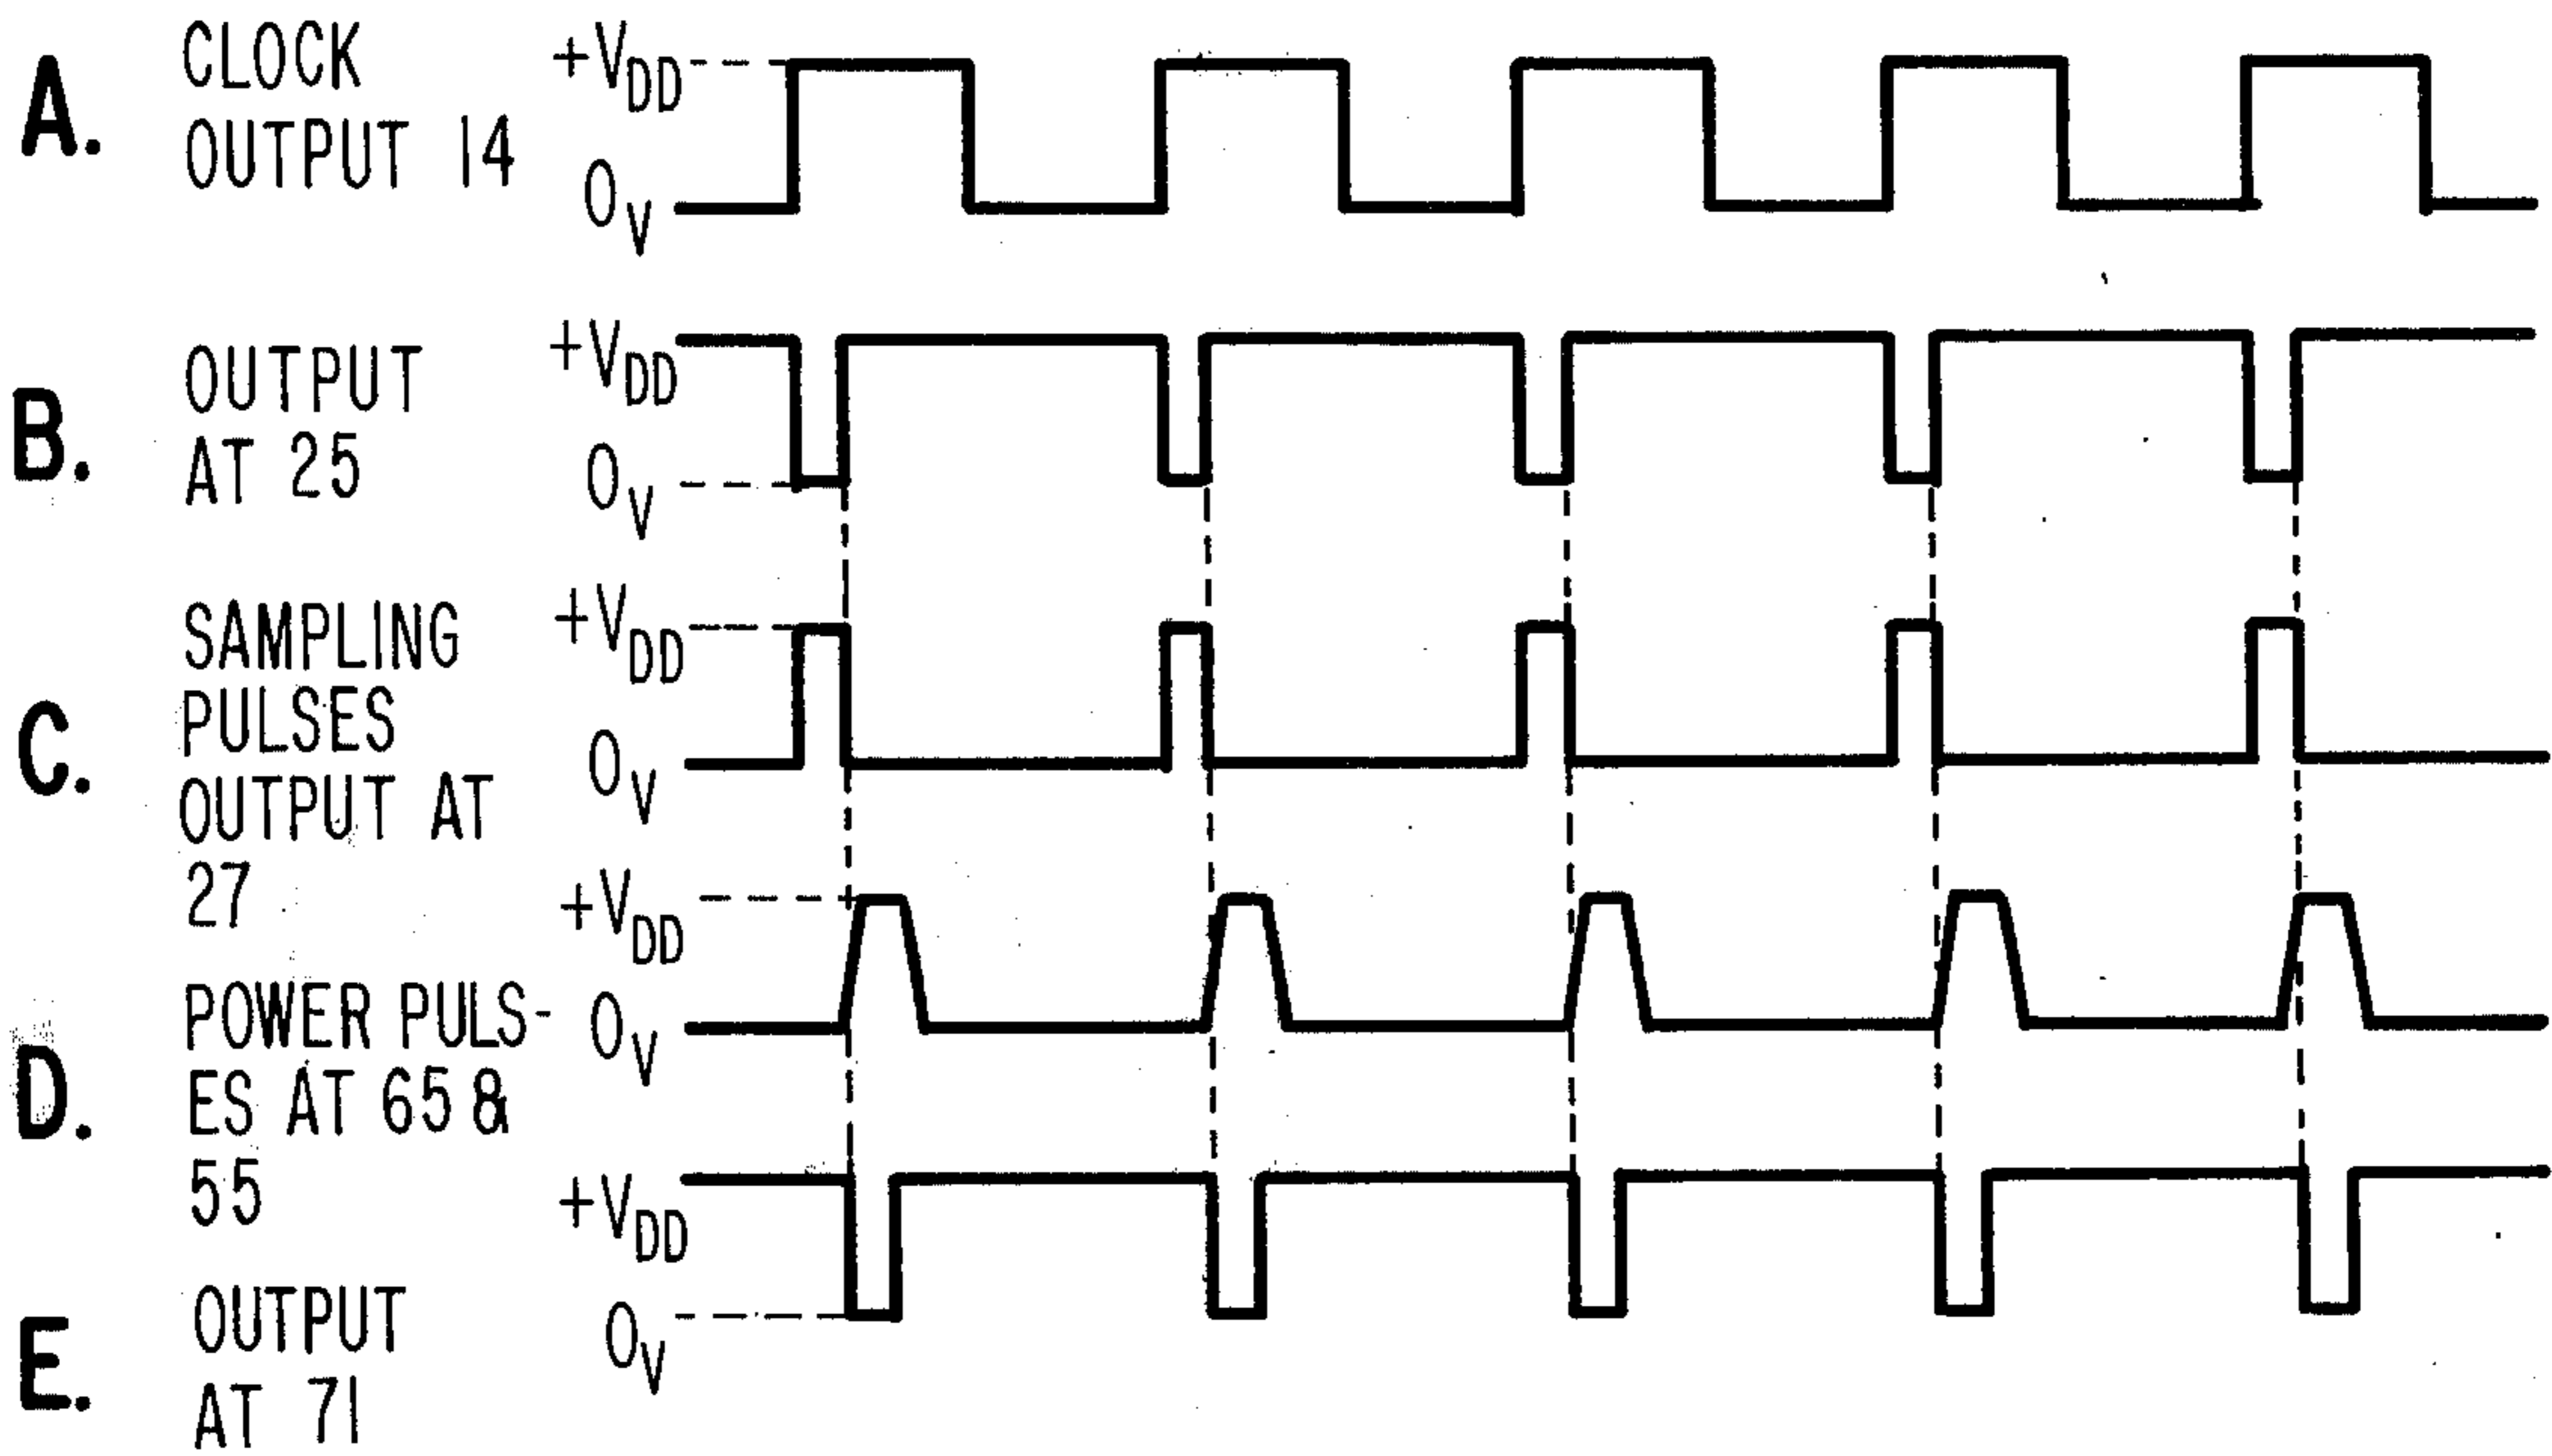 A.
CLOCK
OUTPUT 14
+VDD
0V
B.
OUTPUT
AT 25
+VDD
0V
C.
SAMPLING
PULSES
OUTPUT AT
27
+VDD
0V
D.
POWER PULS-
ES AT 65 &
55
+VDD
0V
E.
OUTPUT
AT 71
+VDD
0V